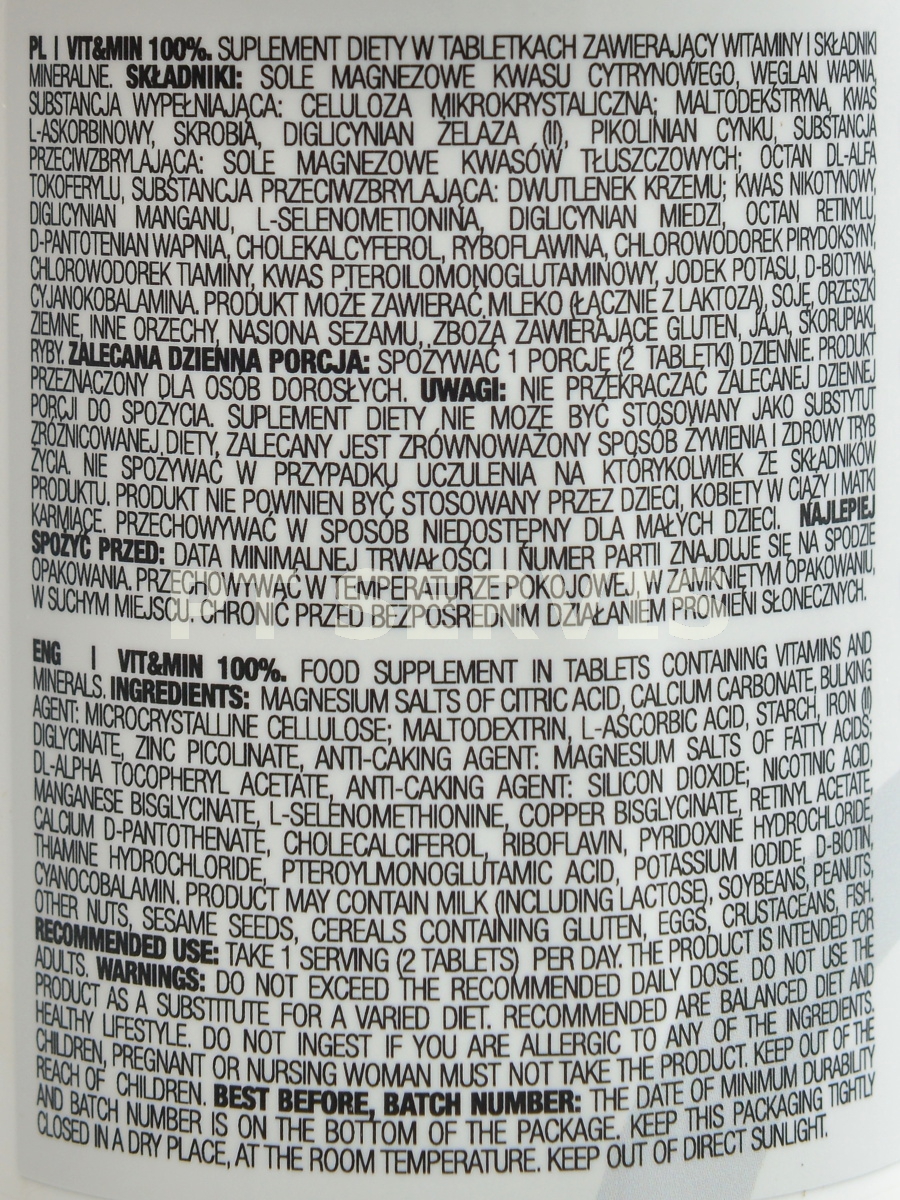 PL | VIT&MIN 100%. SUPLEMENT DIETY W TABLETKACH ZAWIERAJĄCY WITAMINY I SKŁADNIKI
MINERALNE. SKŁADNIKI: SOLE MAGNEZOWE KWASU CYTRYNOWEGO, WĘGLAN WAPNIA,
SUBSTANCJA WYPEŁNIAJĄCA: CELULOZA MIKROKRYSTALICZNA; MALTODEKSTRYNA, KWAS
L-ASKORBINOWY, SKROBIA, DIGLICYNIAN ŻELAZA (II), PIKOLINIAN CYNKU, SUBSTANCJA
PRZECIWZBRYLAJĄCA: SOLE MAGNEZOWE KWASÓW TŁUSZCZOWYCH; OCTAN DL-ALFA
TOKOFERYLU, SUBSTANCJA PRZECIWZBRYLAJĄCA: DWUTLENEK KRZEMU; KWAS NIKOTYNOWY,
DIGLICYNIAN MANGANU, L-SELENOMETIONINA, DIGLICYNIAN MIEDZI, OCTAN RETINYLU,
D-PANTOTENIAN WAPNIA, CHOLEKALCYFEROL, RYBOFLAWINA, CHLOROWODOREK PIRYDOKSYNY,
CHLOROWODOREK TIAMINY, KWAS PTEROILOMONOGLUTAMINOWY, JODEK POTASU, D-BIOTYNA,
CYJANOKOBALAMINA. PRODUKT MOŻE ZAWIERAĆ MLEKO (ŁĄCZNIE Z LAKTOZĄ), SOJĘ, ORZESZKI
ZIEMNE, INNE ORZECHY, NASIONA SEZAMU, ZBOŻA ZAWIERAJĄCE GLUTEN, JAJA, SKORUPIAKI,
RYBY. ZALECANA DZIENNA PORCJA: SPOŻYWAĆ 1 PORCJĘ (2 TABLETKI) DZIENNIE. PRODUKT
PRZEZNACZONY DLA OSÓB DOROSŁYCH. UWAGI: NIE PRZEKRACZAĆ ZALECANEJ DZIENNEJ
PORCJI DO SPOŻYCIA. SUPLEMENT DIETY NIE MOŻE BYĆ STOSOWANY JAKO SUBSTYTUT
ZRÓŻNICOWANEJ DIETY, ZALECANY JEST ZRÓWNOWAŻONY SPOSÓB ŻYWIENIA I ZDROWY TRYB
ŻYCIA. NIE SPOŻYWAĆ W PRZYPADKU UCZULENIA NA KTÓRYKOLWIEK ZE SKŁADNIKÓW
PRODUKTU. PRODUKT NIE POWINIEN BYĆ STOSOWANY PRZEZ DZIECI, KOBIETY W CIĄŻY I MATKI
KARMIĄCE. PRZECHOWYWAĆ W SPOSÓB NIEDOSTĘPNY DLA MAŁYCH DZIECI. NAJLEPIEJ
SPOŻYĆ PRZED: DATA MINIMALNEJ TRWAŁOŚCI I NUMER PARTII ZNAJDUJE SIĘ NA SPODZIE
OPAKOWANIA. PRZECHOWYWAĆ W TEMPERATURZE POKOJOWEJ, W ZAMKNIĘTYM OPAKOWANIU,
W SUCHYM MIEJSCU. CHRONIĆ PRZED BEZPOŚREDNIM DZIAŁANIEM PROMIENI SŁONECZNYCH.
ENG | VIT&MIN 100%. FOOD SUPPLEMENT IN TABLETS CONTAINING VITAMINS AND
MINERALS. INGREDIENTS: MAGNESIUM SALTS OF CITRIC ACID, CALCIUM CARBONATE, BULKING
AGENT: MICROCRYSTALLINE CELLULOSE; MALTODEXTRIN, L-ASCORBIC ACID, STARCH, IRON (II)
DIGLYCINATE, ZINC PICOLINATE, ANTI-CAKING AGENT: MAGNESIUM SALTS OF FATTY ACIDS;
DL-ALPHA TOCOPHERYL ACETATE, ANTI-CAKING AGENT: SILICON DIOXIDE; NICOTINIC ACID,
MANGANESE BISGLYCINATE, L-SELENOMETHIONINE, COPPER BISGLYCINATE, RETINYL ACETATE,
CALCIUM D-PANTOTHENATE, CHOLECALCIFEROL, RIBOFLAVIN, PYRIDOXINE HYDROCHLORIDE,
THIAMINE HYDROCHLORIDE, PTEROYLMONOGLUTAMIC ACID, POTASSIUM IODIDE, D-BIOTIN,
CYANOCOBALAMIN. PRODUCT MAY CONTAIN MILK (INCLUDING LACTOSE), SOYBEANS, PEANUTS,
OTHER NUTS, SESAME SEEDS, CEREALS CONTAINING GLUTEN, EGGS, CRUSTACEANS, FISH.
RECOMMENDED USE: TAKE 1 SERVING (2 TABLETS) PER DAY. THE PRODUCT IS INTENDED FOR
ADULTS. WARNINGS: DO NOT EXCEED THE RECOMMENDED DAILY DOSE. DO NOT USE THE
PRODUCT AS A SUBSTITUTE FOR A VARIED DIET. RECOMMENDED ARE BALANCED DIET AND
HEALTHY LIFESTYLE. DO NOT INGEST IF YOU ARE ALLERGIC TO ANY OF THE INGREDIENTS.
CHILDREN, PREGNANT OR NURSING WOMAN MUST NOT TAKE THE PRODUCT. KEEP OUT OF THE
REACH OF CHILDREN. BEST BEFORE, BATCH NUMBER: THE DATE OF MINIMUM DURABILITY
AND BATCH NUMBER IS ON THE BOTTOM OF THE PACKAGE. KEEP THIS PACKAGING TIGHTLY
CLOSED IN A DRY PLACE, AT THE ROOM TEMPERATURE. KEEP OUT OF DIRECT SUNLIGHT.